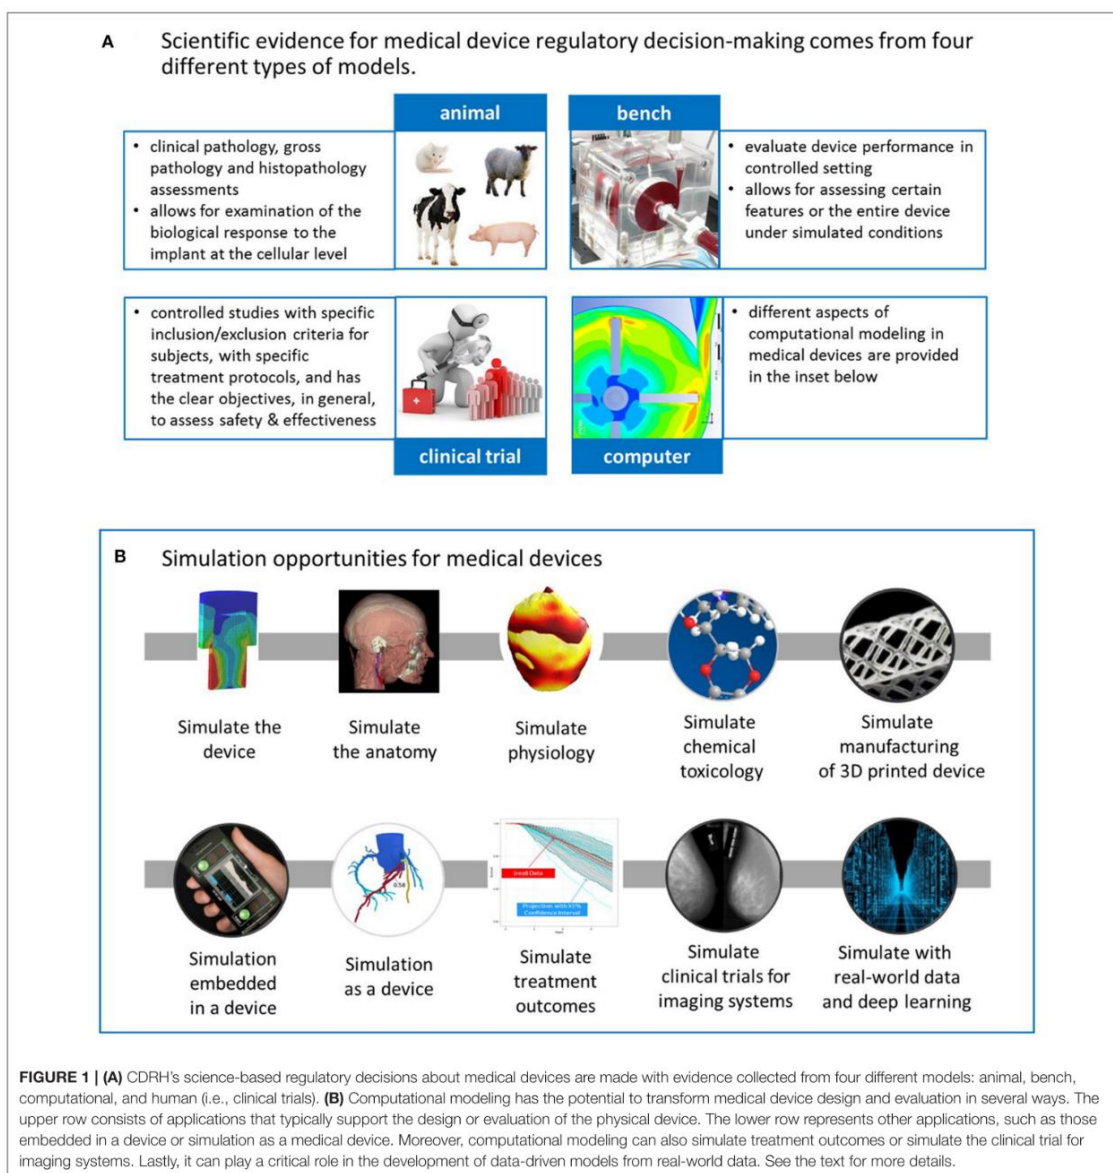 A Scientific evidence for medical device regulatory decision-making comes from four
different types of models.
animal
• clinical pathology, gross
pathology and histopathology
assessments
• allows for examination of the
biological response to the
implant at the cellular level
bench
• evaluate device performance in
controlled setting
• allows for assessing certain
features or the entire device
under simulated conditions
• controlled studies with specific
inclusion/exclusion criteria for
subjects, with specific
treatment protocols, and has
the clear objectives, in general,
to assess safety & effectiveness
clinical trial
• different aspects of
computational modeling in
medical devices are provided
in the inset below
computer
B Simulation opportunities for medical devices
Simulate the
device
Simulate
the anatomy
Simulate
physiology
Simulate
chemical
toxicology
Simulate
manufacturing
of 3D printed device
Simulation
embedded
in a device
0.58
Simulation
as a device
Small Data
Projection with 95%
Confidence Interval
Simulate
treatment
outcomes
Simulate
clinical trials for
imaging systems
Simulate with
real-world data
and deep learning
FIGURE 1 | (A) CDRH's science-based regulatory decisions about medical devices are made with evidence collected from four different models: animal, bench,
computational, and human (i.e., clinical trials). (B) Computational modeling has the potential to transform medical device design and evaluation in several ways. The
upper row consists of applications that typically support the design or evaluation of the physical device. The lower row represents other applications, such as those
embedded in a device or simulation as a medical device. Moreover, computational modeling can also simulate treatment outcomes or simulate the clinical trial for
imaging systems. Lastly, it can play a critical role in the development of data-driven models from real-world data. See the text for more details.